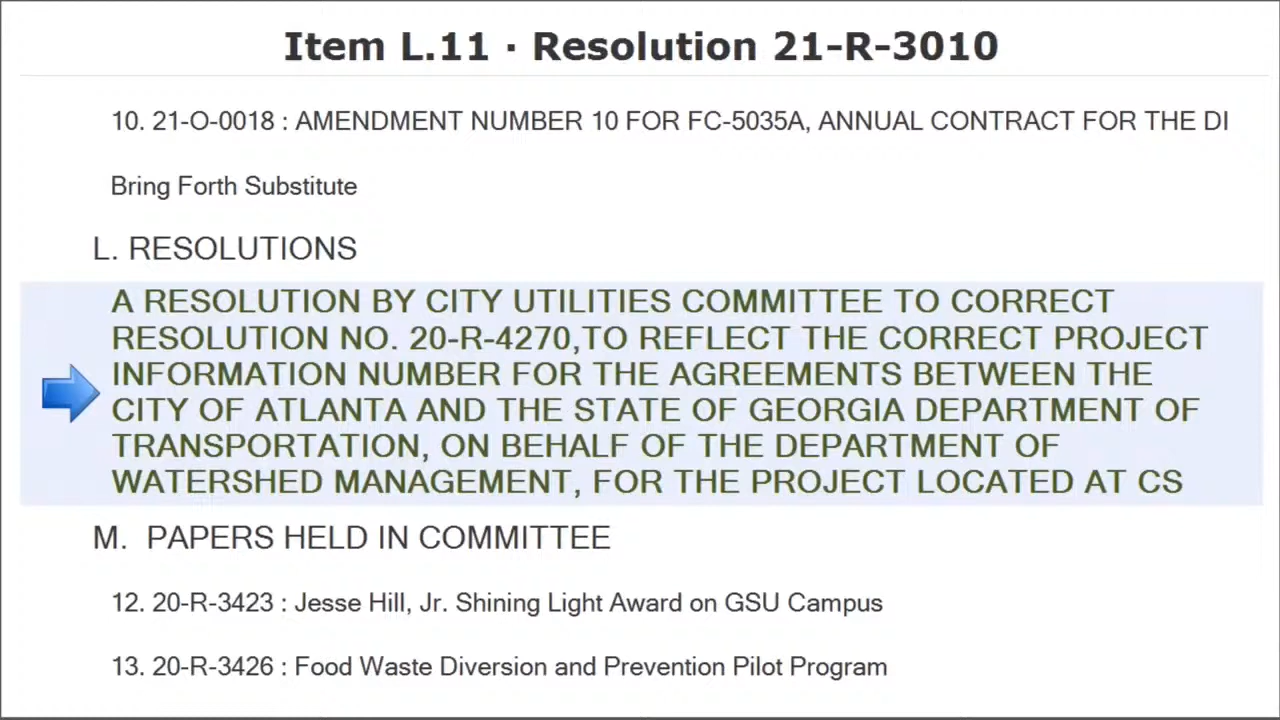 Item L.11 · Resolution 21-R-3010
10. 21-O-0018 : AMENDMENT NUMBER 10 FOR FC-5035A, ANNUAL CONTRACT FOR THE DI
Bring Forth Substitute
L. RESOLUTIONS
A RESOLUTION BY CITY UTILITIES COMMITTEE TO CORRECT
RESOLUTION NO. 20-R-4270,TO REFLECT THE CORRECT PROJECT
INFORMATION NUMBER FOR THE AGREEMENTS BETWEEN THE
CITY OF ATLANTA AND THE STATE OF GEORGIA DEPARTMENT OF
TRANSPORTATION, ON BEHALF OF THE DEPARTMENT OF
WATERSHED MANAGEMENT, FOR THE PROJECT LOCATED AT CS
M. PAPERS HELD IN COMMITTEE
12. 20-R-3423 : Jesse Hill, Jr. Shining Light Award on GSU Campus
13. 20-R-3426 : Food Waste Diversion and Prevention Pilot Program